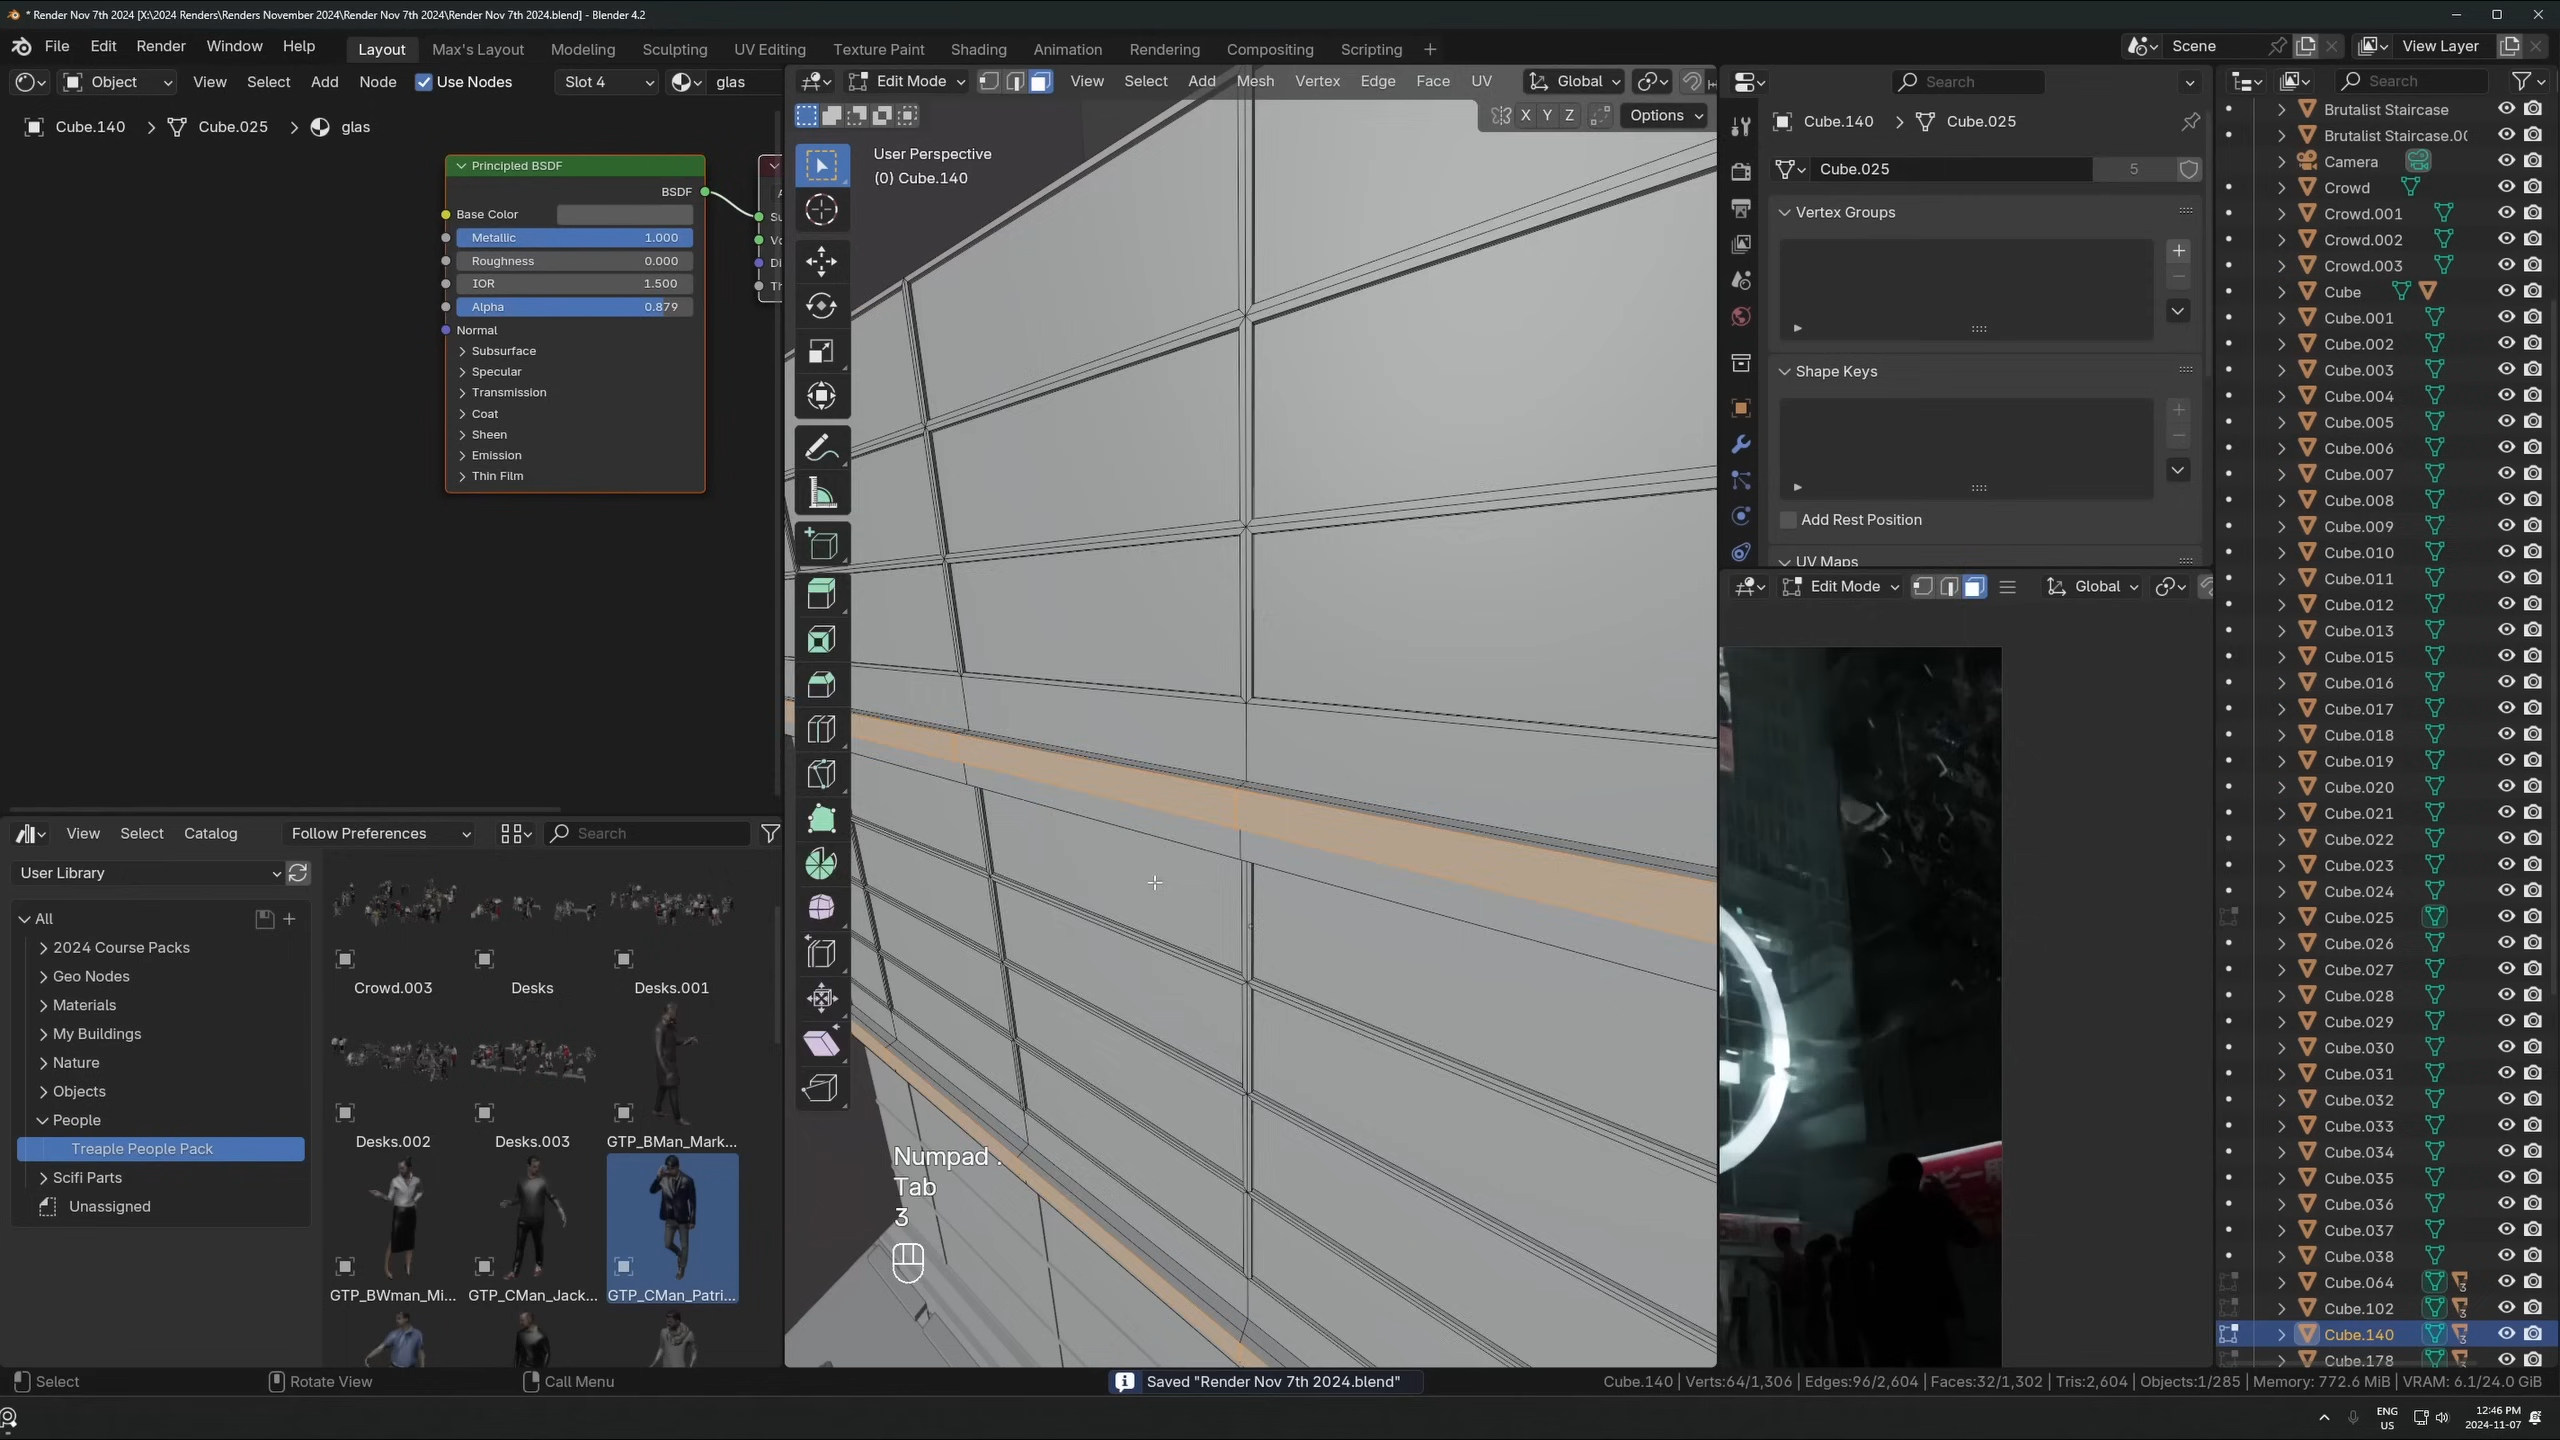 * Render Nov 7th 2024 [X:\2024 Renders\Renders November 2024\Render Nov 7th 2024\Render Nov 7th 2024.blend] - Blender 4.2
File Edit Render Window Help Layout Max's Layout Modeling Sculpting UV Editing Texture Paint Shading Animation Rendering Compositing Scripting + Scene View Layer
Object View Select Add Node Use Nodes Slot 4 glas
Edit Mode View Select Add Mesh Vertex Edge Face UV Global
Search
Search
Cube.140 > Cube.025 > glas
X Y Z Options
User Perspective
(0) Cube.140
Principled BSDF
BSDF
Base Color
Metallic 1.000
Roughness 0.000
IOR 1.500
Alpha 0.879
Normal
Subsurface
Specular
Transmission
Coat
Sheen
Emission
Thin Film
Cube.140 > Cube.025
Cube.025 5
Vertex Groups
Shape Keys
Add Rest Position
UV Maps
Edit Mode Global
Brutalist Staircase
Brutalist Staircase.00
Camera
Crowd
Crowd.001
Crowd.002
Crowd.003
Cube
Cube.001
Cube.002
Cube.003
Cube.004
Cube.005
Cube.006
Cube.007
Cube.008
Cube.009
Cube.010
Cube.011
Cube.012
Cube.013
Cube.015
Cube.016
Cube.017
Cube.018
Cube.019
Cube.020
Cube.021
Cube.022
Cube.023
Cube.024
Cube.025
Cube.026
Cube.027
Cube.028
Cube.029
Cube.030
Cube.031
Cube.032
Cube.033
Cube.034
Cube.035
Cube.036
Cube.037
Cube.038
Cube.064 3
Cube.102 3
Cube.140 3
Cube.178
View Select Catalog Follow Preferences Search
User Library
All
2024 Course Packs
Geo Nodes
Materials
My Buildings
Nature
Objects
People
Treaple People Pack
Scifi Parts
Unassigned
Crowd.003 Desks Desks.001
Desks.002 Desks.003 GTP_BMan_Mark...
GTP_BWman_Mi... GTP_CMan_Jack... GTP_CMan_Patri...
Numpad .
Tab
3
Select Rotate View Call Menu
Saved "Render Nov 7th 2024.blend"
Cube.140 | Verts:64/1,306 | Edges:96/2,604 | Faces:32/1,302 | Tris:2,604 | Objects:1/285 | Memory: 772.6 MiB | VRAM: 6.1/24.0 GiB
ENG
US
12:46 PM
2024-11-07